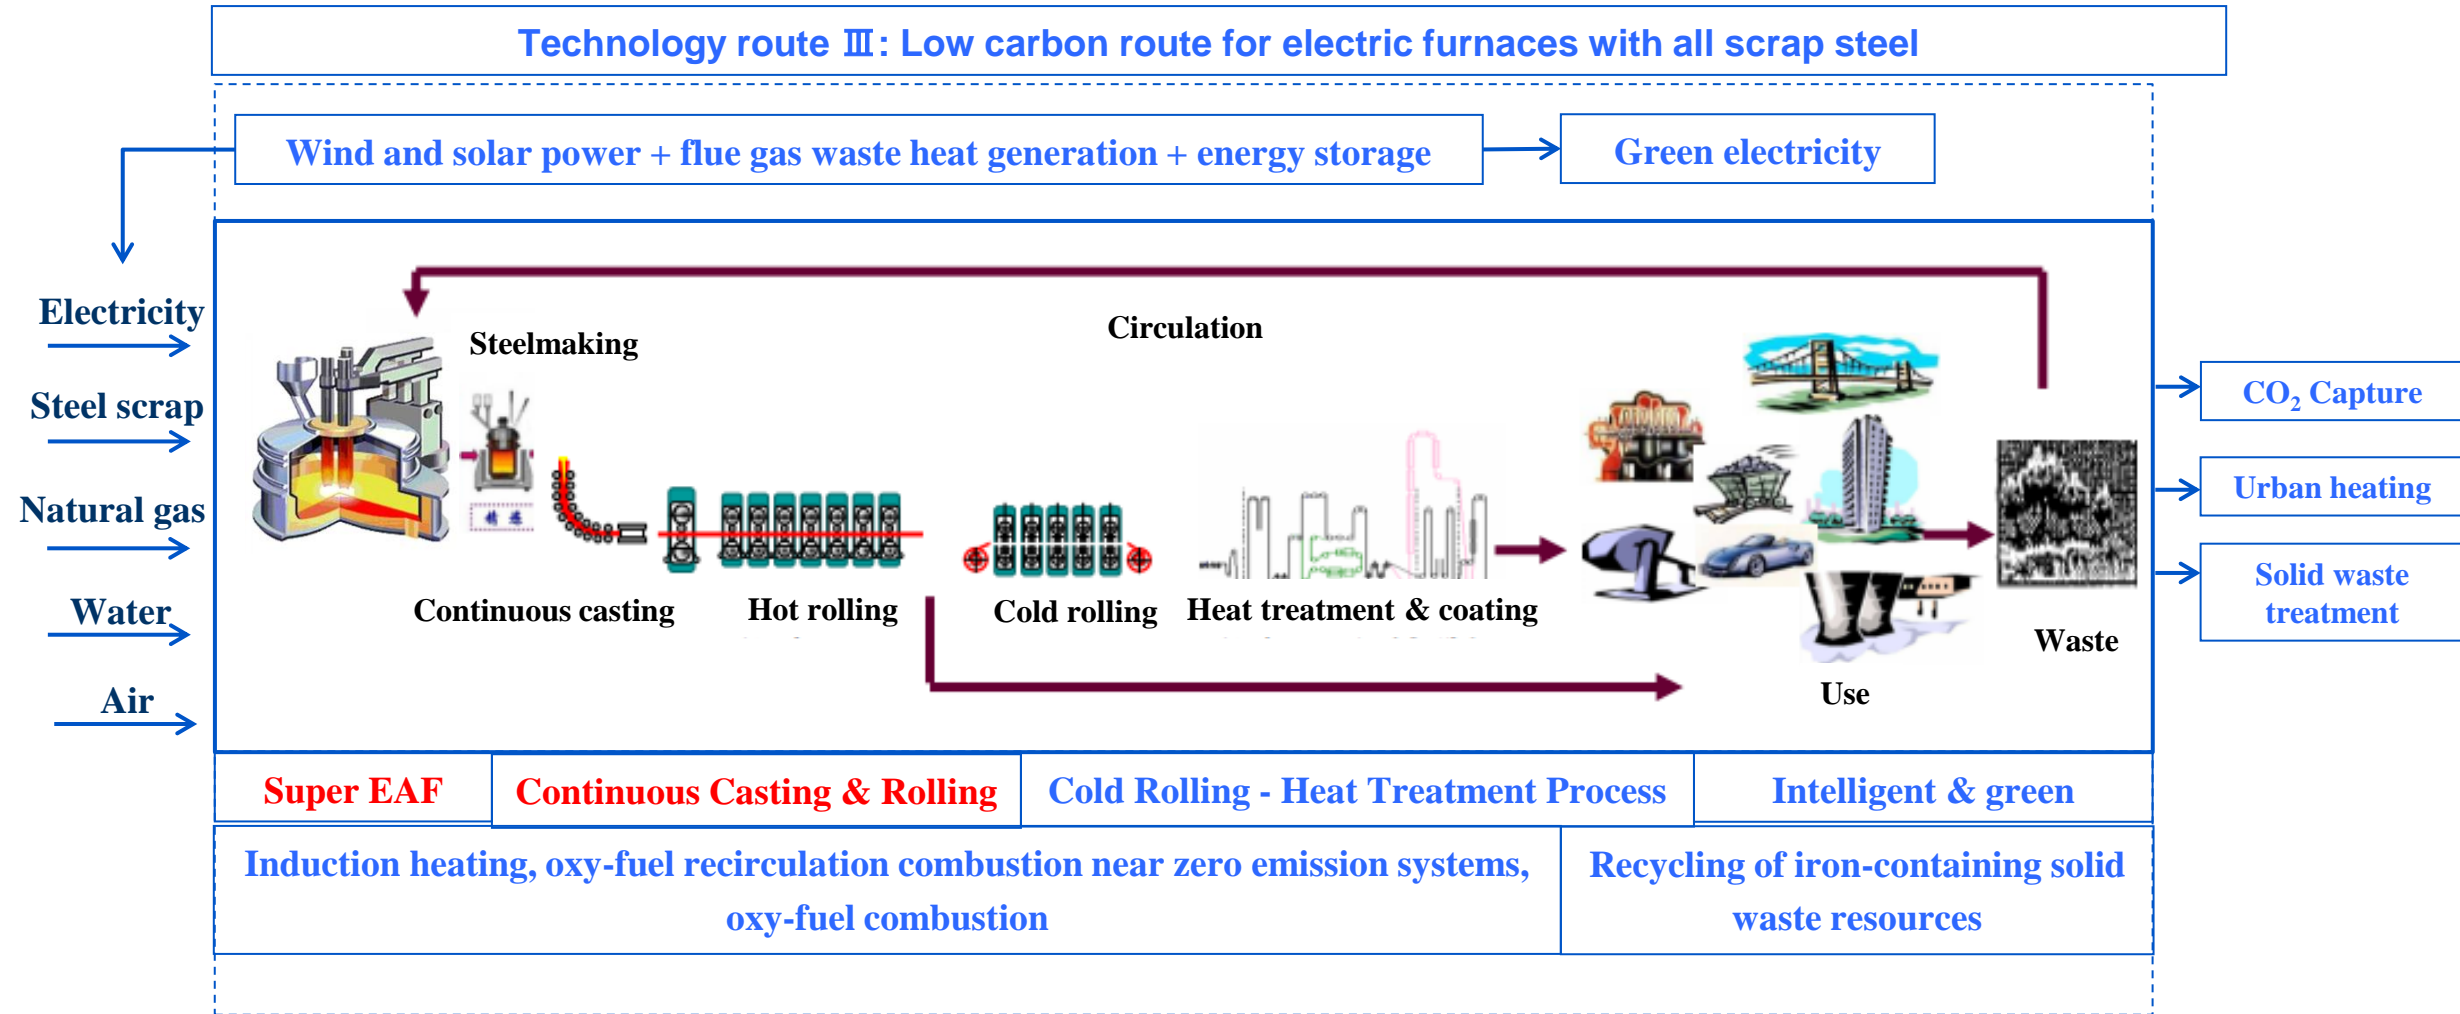 Technology route Ⅲ: Low carbon route for electric furnaces with all scrap steel
Wind and solar power + flue gas waste heat generation + energy storage
Green electricity
Electricity
Steel scrap
Natural gas
Water
Air
Steelmaking
Circulation
精炼
Continuous casting
Hot rolling
Cold rolling
Heat treatment & coating
Use
Waste
CO₂ Capture
Urban heating
Solid waste
treatment
Super EAF
Continuous Casting & Rolling
Cold Rolling - Heat Treatment Process
Intelligent & green
Induction heating, oxy-fuel recirculation combustion near zero emission systems,
oxy-fuel combustion
Recycling of iron-containing solid
waste resources